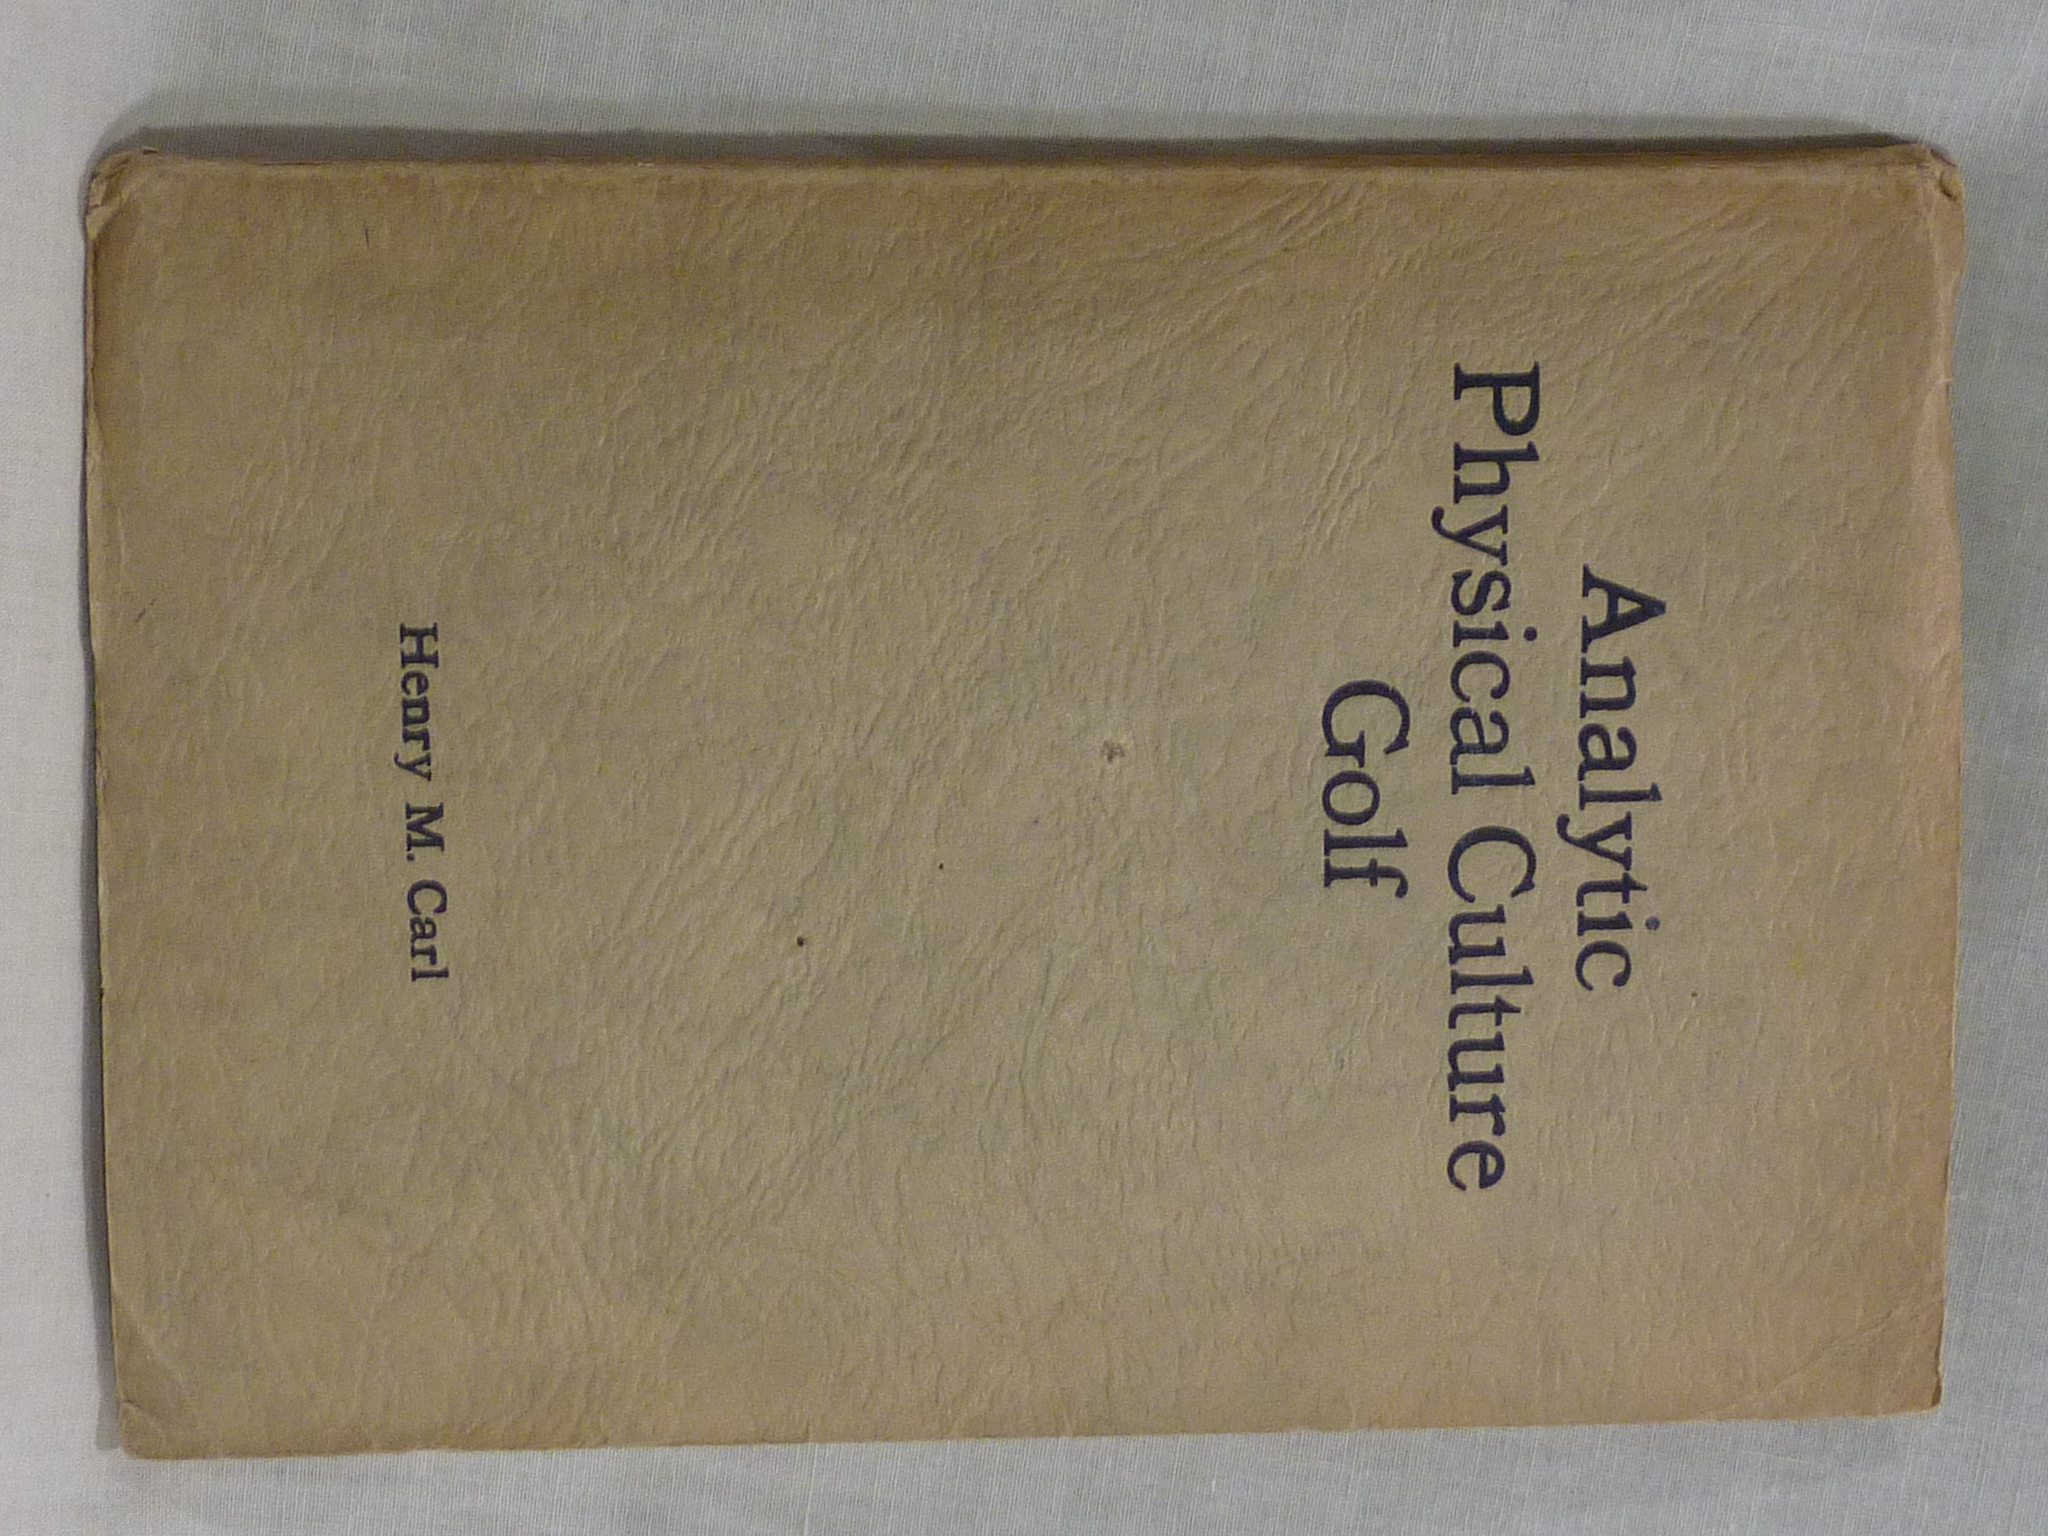 Analytic
Physical Culture
Golf
Henry M. Carl